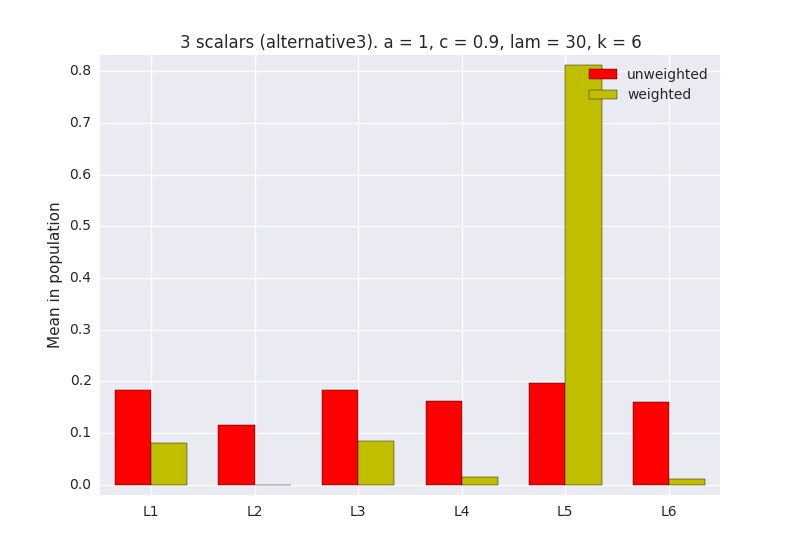 3 scalars (alternative3). a = 1, c = 0.9, lam = 30, k = 6
unweighted
weighted
Mean in population
0.8
0.7
0.6
0.5
0.4
0.3
0.2
0.1
0.0
L1 L2 L3 L4 L5 L6